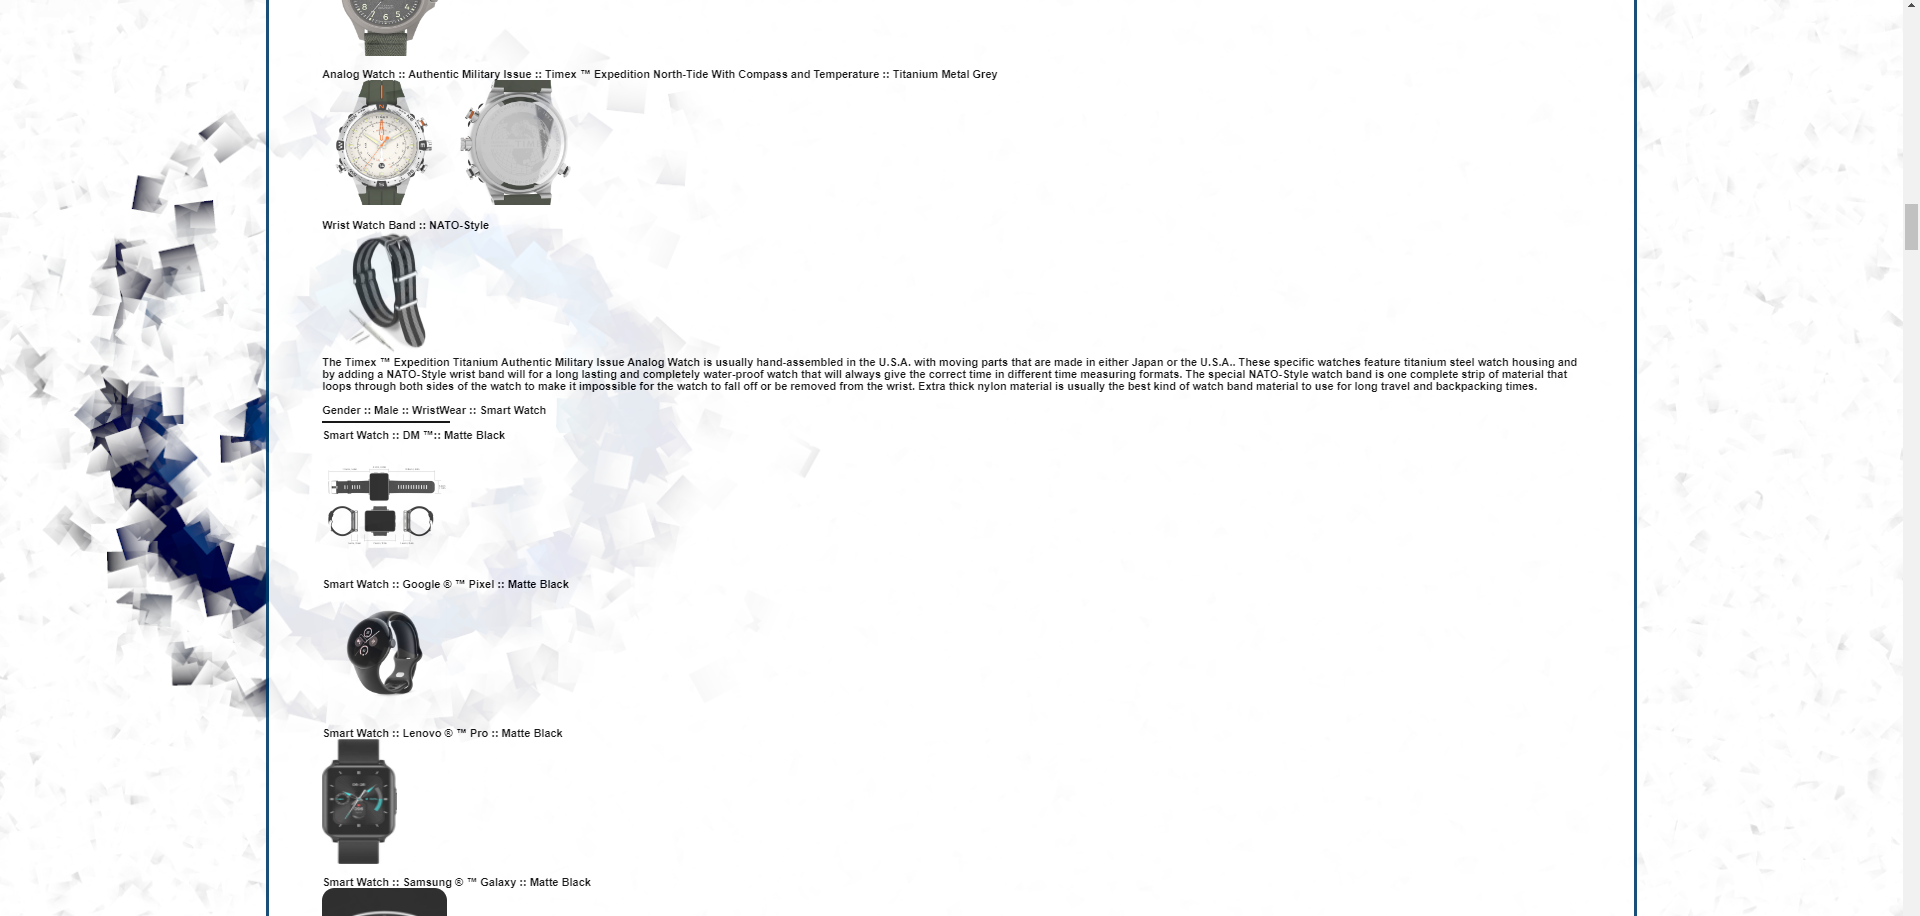 Analog Watch :: Authentic Military Issue :: Timex ™ Expedition North-Tide With Compass and Temperature :: Titanium Metal Grey
Wrist Watch Band :: NATO-Style
The Timex ™ Expedition Titanium Authentic Military Issue Analog Watch is usually hand-assembled in the U.S.A. with moving parts that are made in either Japan or the U.S.A.. These specific watches feature titanium steel watch housing and
by adding a NATO-Style wrist band will for a long lasting and completely water-proof watch that will always give the correct time in different time measuring formats. The special NATO-Style watch band is one complete strip of material that
loops through both sides of the watch to make it impossible for the watch to fall off or be removed from the wrist. Extra thick nylon material is usually the best kind of watch band material to use for long travel and backpacking times.
Gender :: Male :: WristWear :: Smart Watch
Smart Watch :: DM ™:: Matte Black
Smart Watch :: Google ® ™ Pixel :: Matte Black
Smart Watch :: Lenovo ® ™ Pro :: Matte Black
Smart Watch :: Samsung ® ™ Galaxy :: Matte Black